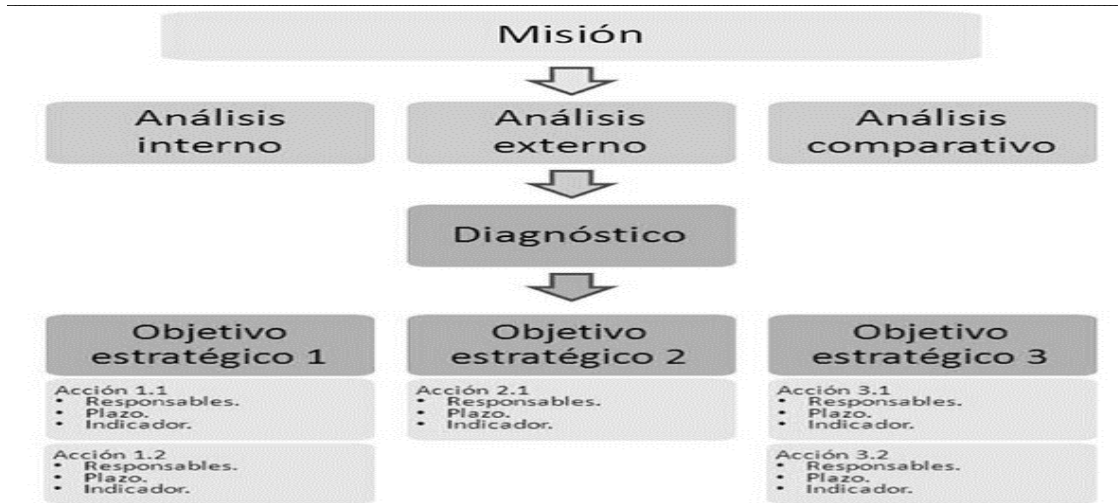 Misión
Análisis
interno
Análisis
externo
Análisis
comparativo
Diagnóstico
Objetivo
estratégico 1
Objetivo
estratégico 2
Objetivo
estratégico 3
Acción 1.1
• Responsables.
• Plazo.
• Indicador.
Acción 2.1
• Responsables.
• Plazo.
• Indicador.
Acción 3.1
• Responsables.
• Plazo.
• Indicador.
Acción 1.2
• Responsables.
• Plazo.
• Indicador.
Acción 3.2
• Responsables.
• Plazo.
• Indicador.